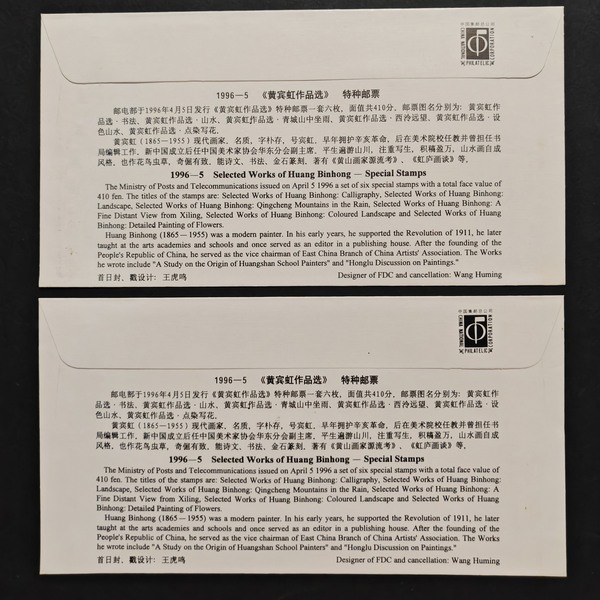 中国集邮总公司
CHINA NATIONAL
PHILATELIC
CORPORATION
1996－5 《黄宾虹作品选》 特种邮票
邮电部于1996年4月5日发行《黄宾虹作品选》特种邮票一套六枚，面值共410分，邮票图名分别为：黄宾虹作
品选·书法、黄宾虹作品选·山水、黄宾虹作品选·青城山中坐雨、黄宾虹作品选·西泠远望、黄宾虹作品选·设
色山水、黄宾虹作品选·点染写花。
黄宾虹（1865—1955）现代画家，名质，字朴存，号宾虹，早年拥护辛亥革命，后在美术院校任教并曾担任书
局编辑工作，新中国成立后任中国美术家协会华东分会副主席，平生遍游山川，注重写生，积稿盈万，山水画自成
风格，也作花鸟虫草，奇倔有致，能诗文、书法、金石篆刻，著有《黄山画家源流考》、《虹庐画谈》等。
1996—5 Selected Works of Huang Binhong — Special Stamps
The Ministry of Posts and Telecommunications issued on April 5 1996 a set of six special stamps with a total face value of
410 fen. The titles of the stamps are: Selected Works of Huang Binhong: Calligraphy, Selected Works of Huang Binhong:
Landscape, Selected Works of Huang Binhong: Qingcheng Mountains in the Rain, Selected Works of Huang Binhong: A
Fine Distant View from Xiling, Selected Works of Huang Binhong: Coloured Landscape and Selected Works of Huang
Binhong: Detailed Painting of Flowers.
Huang Binhong (1865—1955) was a modern painter. In his early years, he supported the Revolution of 1911, he later
taught at the arts academies and schools and once served as an editor in a publishing house. After the founding of the
People's Republic of China, he served as the vice chairman of East China Branch of China Artists' Association. The Works
he wrote include "A Study on the Origin of Huangshan School Painters" and "Honglu Discussion on Paintings."
首日封、戳设计：王虎鸣 Designer of FDC and cancellation: Wang Huming
中国集邮总公司
CHINA NATIONAL
PHILATELIC
CORPORATION
1996－5 《黄宾虹作品选》 特种邮票
邮电部于1996年4月5日发行《黄宾虹作品选》特种邮票一套六枚，面值共410分，邮票图名分别为：黄宾虹作品
选·书法、黄宾虹作品选·山水、黄宾虹作品选·青城山中坐雨、黄宾虹作品选·西泠远望、黄宾虹作品选·设
色山水、黄宾虹作品选·点染写花。
黄宾虹（1865—1955）现代画家，名质，字朴存，号宾虹，早年拥护辛亥革命，后在美术院校任教并曾担任书
局编辑工作，新中国成立后任中国美术家协会华东分会副主席，平生遍游山川，注重写生，积稿盈万，山水画自成
风格，也作花鸟虫草，奇倔有致，能诗文、书法、金石篆刻，著有《黄山画家源流考》、《虹庐画谈》等。
1996—5 Selected Works of Huang Binhong — Special Stamps
The Ministry of Posts and Telecommunications issued on April 5 1996 a set of six special stamps with a total face value of
410 fen. The titles of the stamps are: Selected Works of Huang Binhong: Calligraphy, Selected Works of Huang Binhong:
Landscape, Selected Works of Huang Binhong: Qingcheng Mountains in the Rain, Selected Works of Huang Binhong: A
Fine Distant View from Xiling, Selected Works of Huang Binhong: Coloured Landscape and Selected Works of Huang
Binhong: Detailed Painting of Flowers.
Huang Binhong (1865—1955) was a modern painter. In his early years, he supported the Revolution of 1911, he later
taught at the arts academies and schools and once served as an editor in a publishing house. After the founding of the
People's Republic of China, he served as the vice chairman of East China Branch of China Artists' Association. The Works
he wrote include "A Study on the Origin of Huangshan School Painters" and "Honglu Discussion on Paintings."
首日封、戳设计：王虎鸣 Designer of FDC and cancellation: Wang Huming